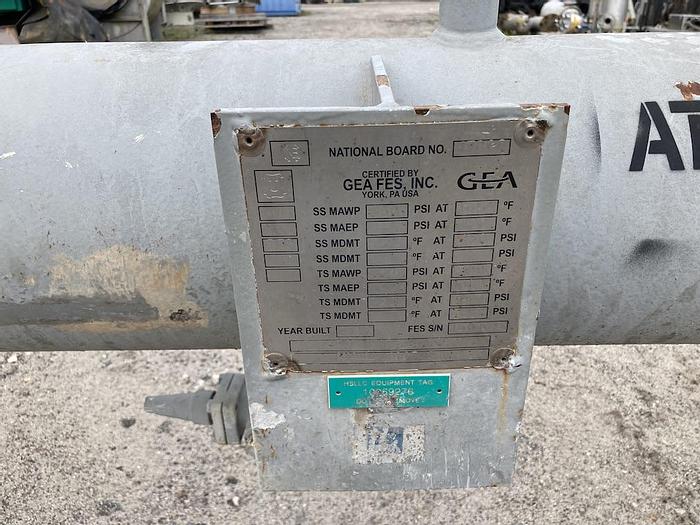 NATIONAL BOARD NO.
CERTIFIED BY
GEA FES, INC.
YORK, PA USA
GEA
SS MAWP PSI AT °F
SS MAEP PSI AT °F
SS MDMT °F AT PSI
SS MDMT °F AT PSI
TS MAWP PSI AT °F
TS MAEP PSI AT °F
TS MDMT °F AT PSI
TS MDMT °F AT PSI
YEAR BUILT FES S/N
HSLLC EQUIPMENT TAG
10069276
AT